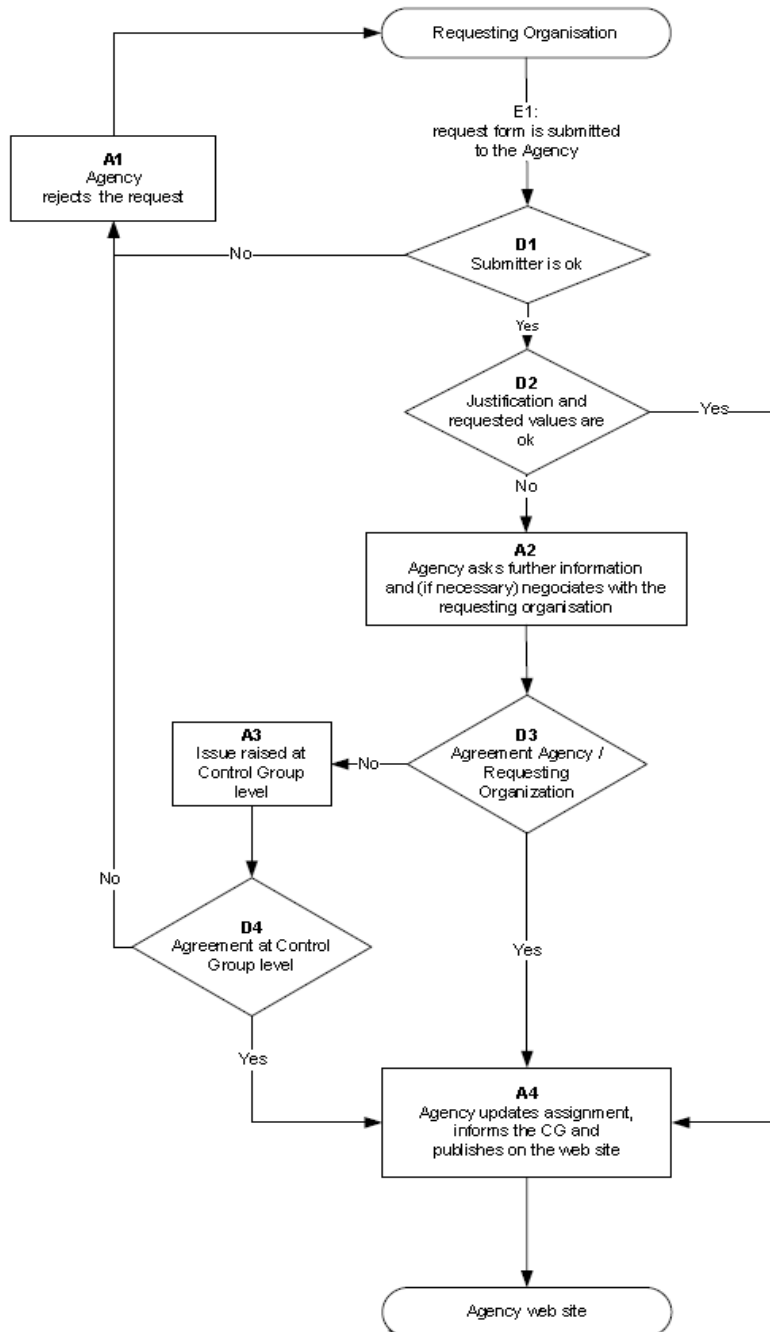 Requesting Organisation
E1:
request form is submitted
to the Agency
A1
Agency
rejects the request
D1
Submitter is ok
No
Yes
D2
Justification and
requested values are
ok
Yes
No
A2
Agency asks further information
and (if necessary) negociates with the
requesting organisation
A3
Issue raised at
Control Group
level
No
D3
Agreement Agency /
Requesting
Organization
No
D4
Agreement at Control
Group level
Yes
Yes
A4
Agency updates assignment,
informs the CG and
publishes on the web site
Agency web site